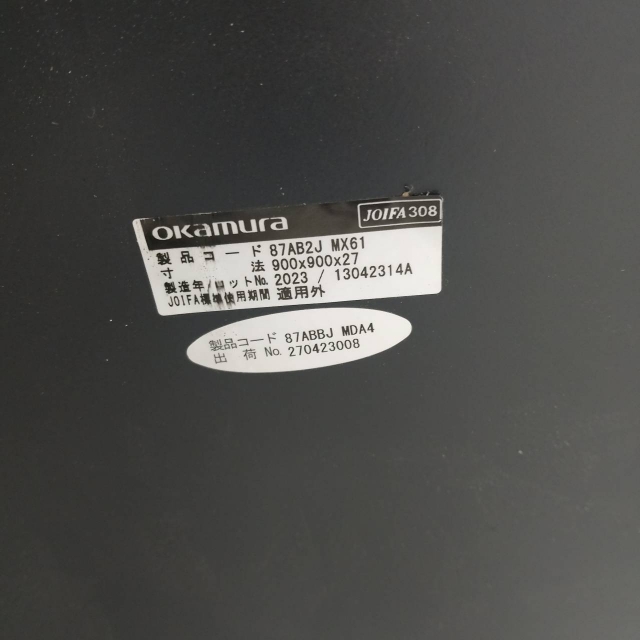 okamura JOIFA308
製品コード 87AB2J MX61
寸法 900x900x27
製造年/ロットNo. 2023 / 13042314A
JOIFA標準使用期間 適用外
製品コード 87ABBJ MDA4
出荷 No. 270423008